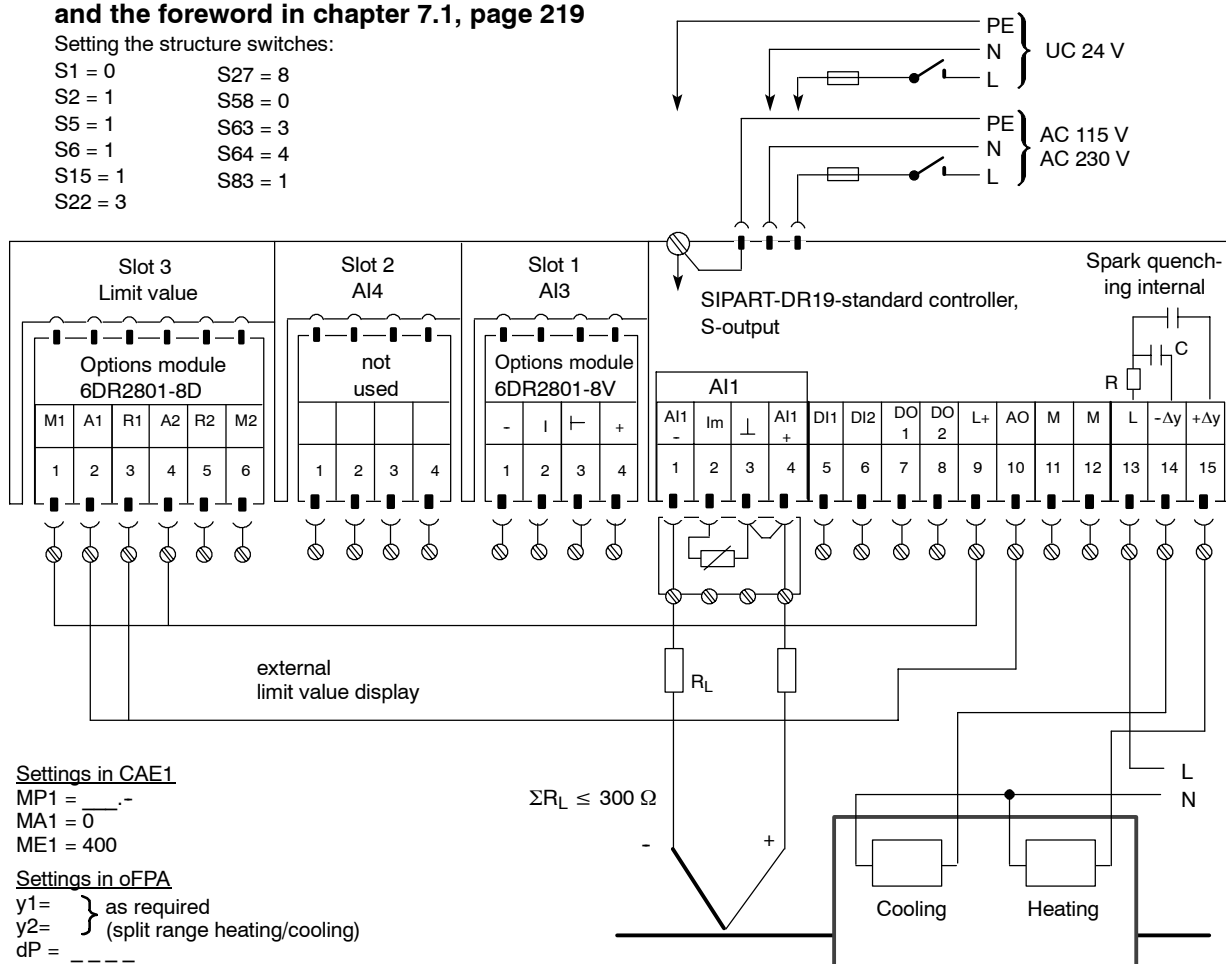 and the foreword in chapter 7.1, page 219
Setting the structure switches:
S1 = 0
S2 = 1
S5 = 1
S6 = 1
S15 = 1
S22 = 3
S27 = 8
S58 = 0
S63 = 3
S64 = 4
S83 = 1
PE
N
L
UC 24 V
PE
N
L
AC 115 V
AC 230 V
Slot 3
Limit value
Options module
6DR2801-8D
M1 A1 R1 A2 R2 M2
1 2 3 4 5 6
Slot 2
AI4
not
used
1 2 3 4
Slot 1
AI3
Options module
6DR2801-8V
- I ⊢ +
1 2 3 4
SIPART-DR19-standard controller,
S-output
Spark quench-
ing internal
C
R
AI1
AI1 - Im ⊥ AI1 + DI1 DI2 DO 1 DO 2 L+ AO M M L -Δy +Δy
1 2 3 4 5 6 7 8 9 10 11 12 13 14 15
external
limit value display
RL
ΣRL ≤ 300 Ω
- +
L
N
Cooling
Heating
Settings in CAE1
MP1 = ___.-
MA1 = 0
ME1 = 400
Settings in oFPA
y1=
y2=
as required
(split range heating/cooling)
dP = _ _ _ _